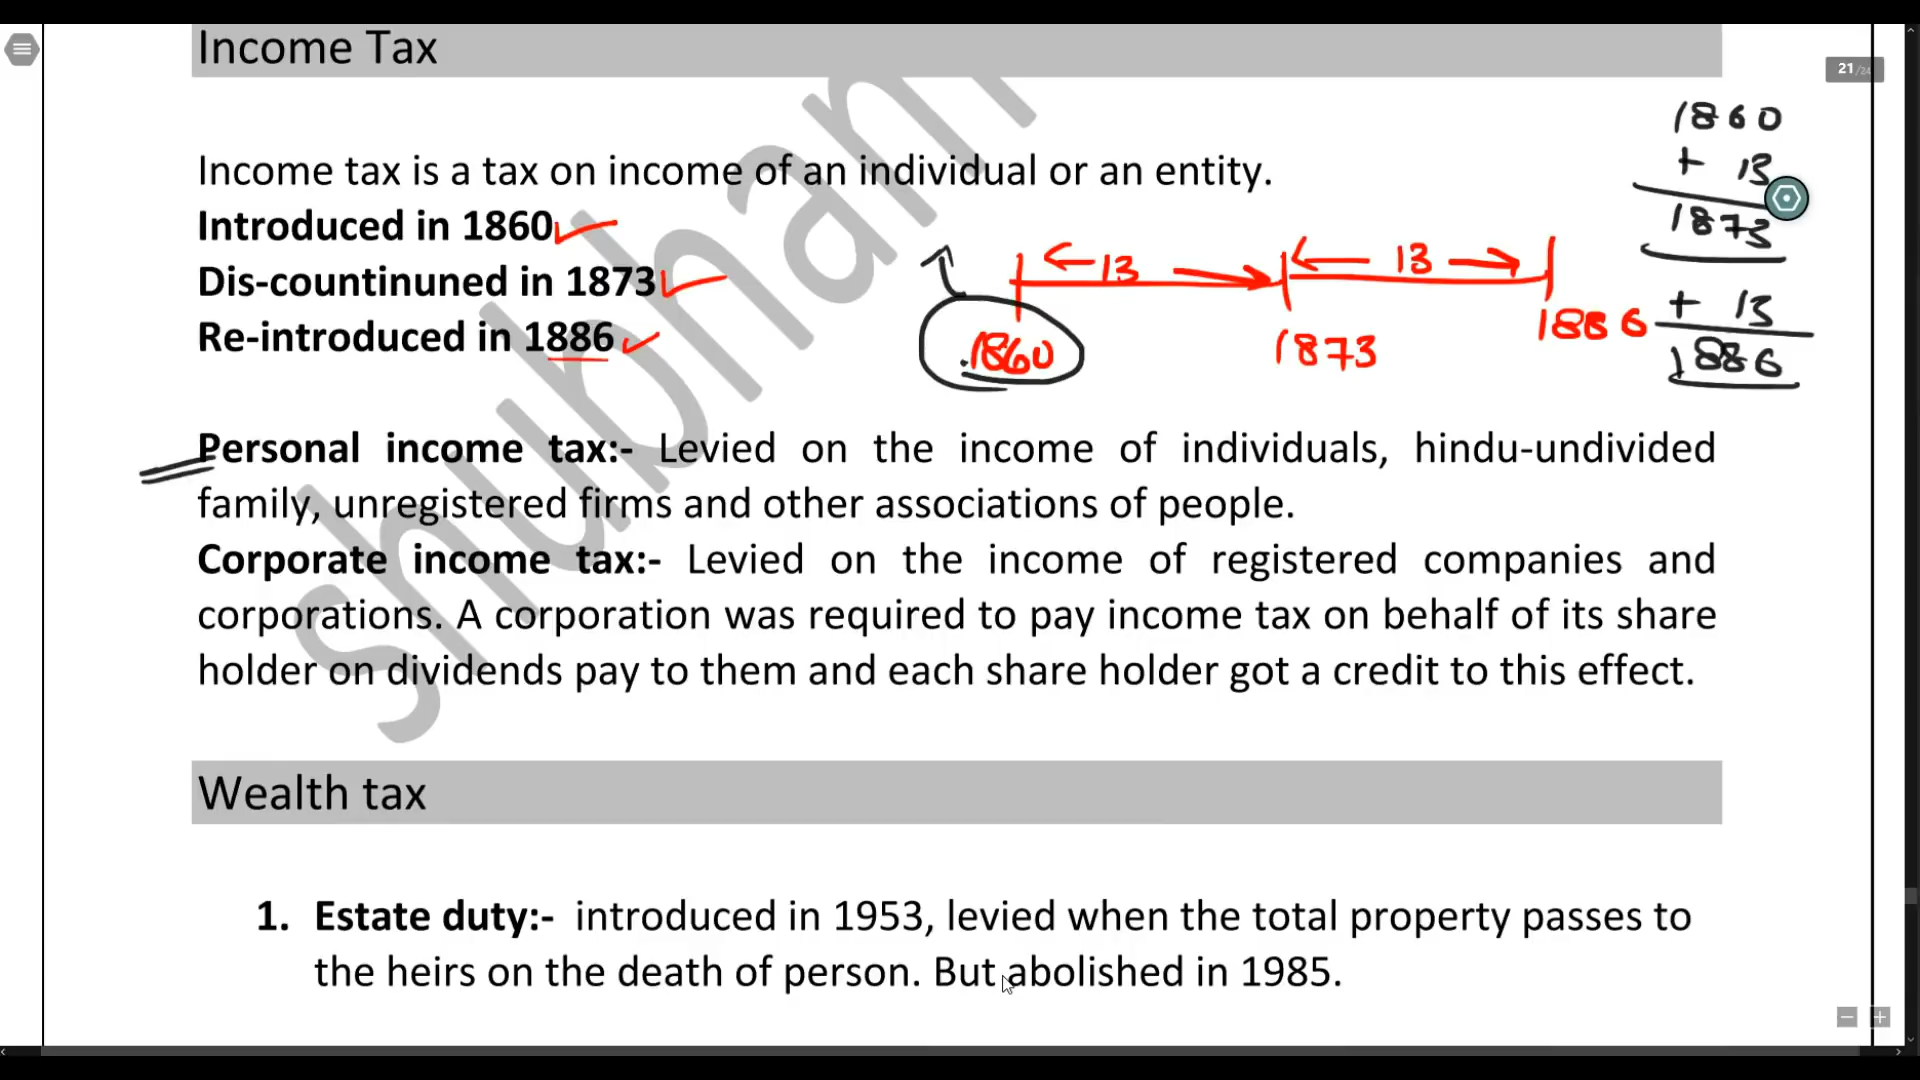 Income Tax
21/24
1860
+ 13
Income tax is a tax on income of an individual or an entity.
Introduced in 1860
1873
13
13
Dis-countinuned in 1873
+ 13
Re-introduced in 1886
1860
1873
1886
1886
Personal income tax:- Levied on the income of individuals, hindu-undivided
family, unregistered firms and other associations of people.
Corporate income tax:- Levied on the income of registered companies and
corporations. A corporation was required to pay income tax on behalf of its share
holder on dividends pay to them and each share holder got a credit to this effect.
shubham
Wealth tax
1. Estate duty:- introduced in 1953, levied when the total property passes to
the heirs on the death of person. But abolished in 1985.